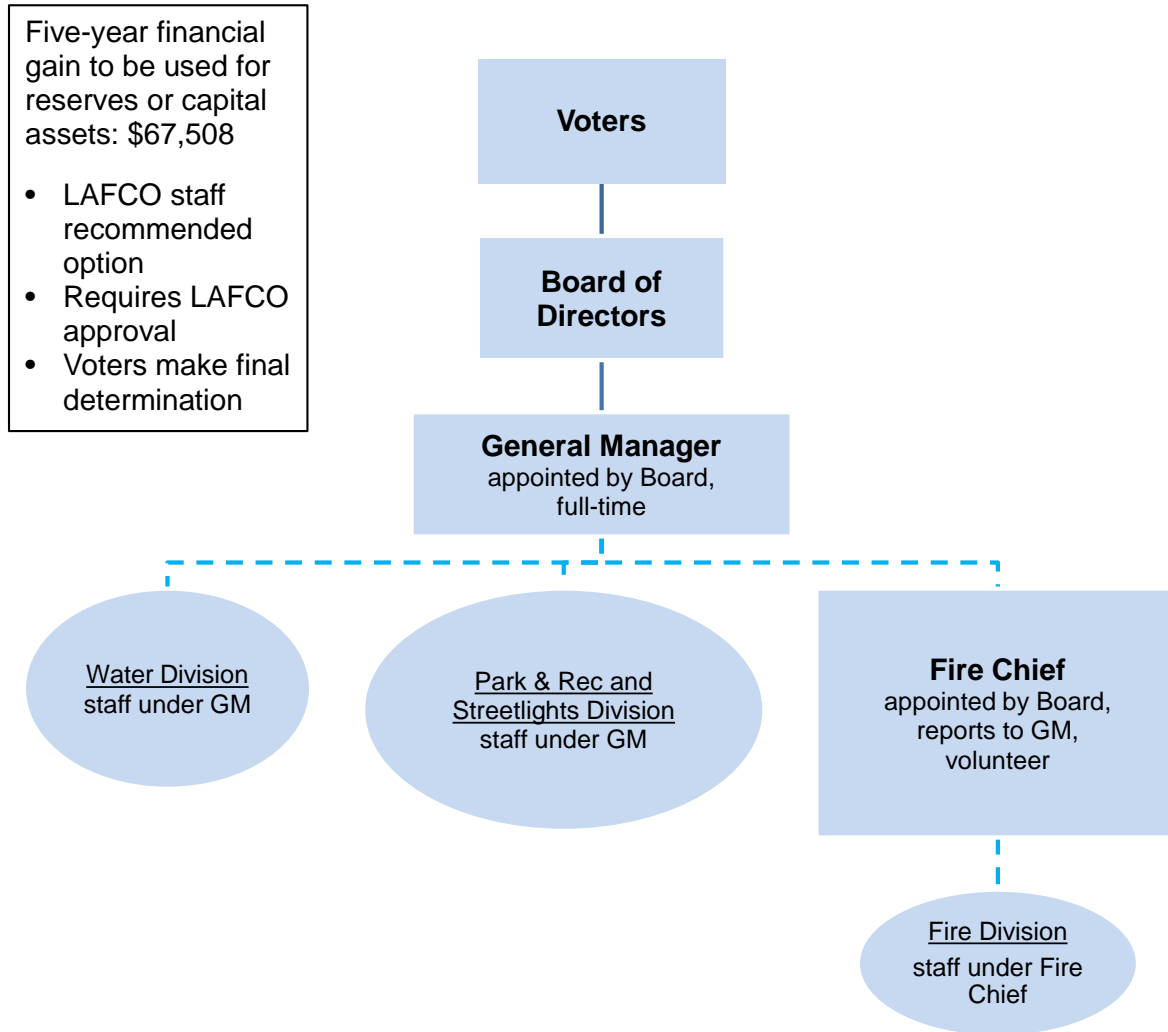 Five-year financial
gain to be used for
reserves or capital
assets: $67,508
• LAFCO staff
recommended
option
• Requires LAFCO
approval
• Voters make final
determination
Voters
Board of
Directors
General Manager
appointed by Board,
full-time
Water Division
staff under GM
Park & Rec and
Streetlights Division
staff under GM
Fire Chief
appointed by Board,
reports to GM,
volunteer
Fire Division
staff under Fire
Chief